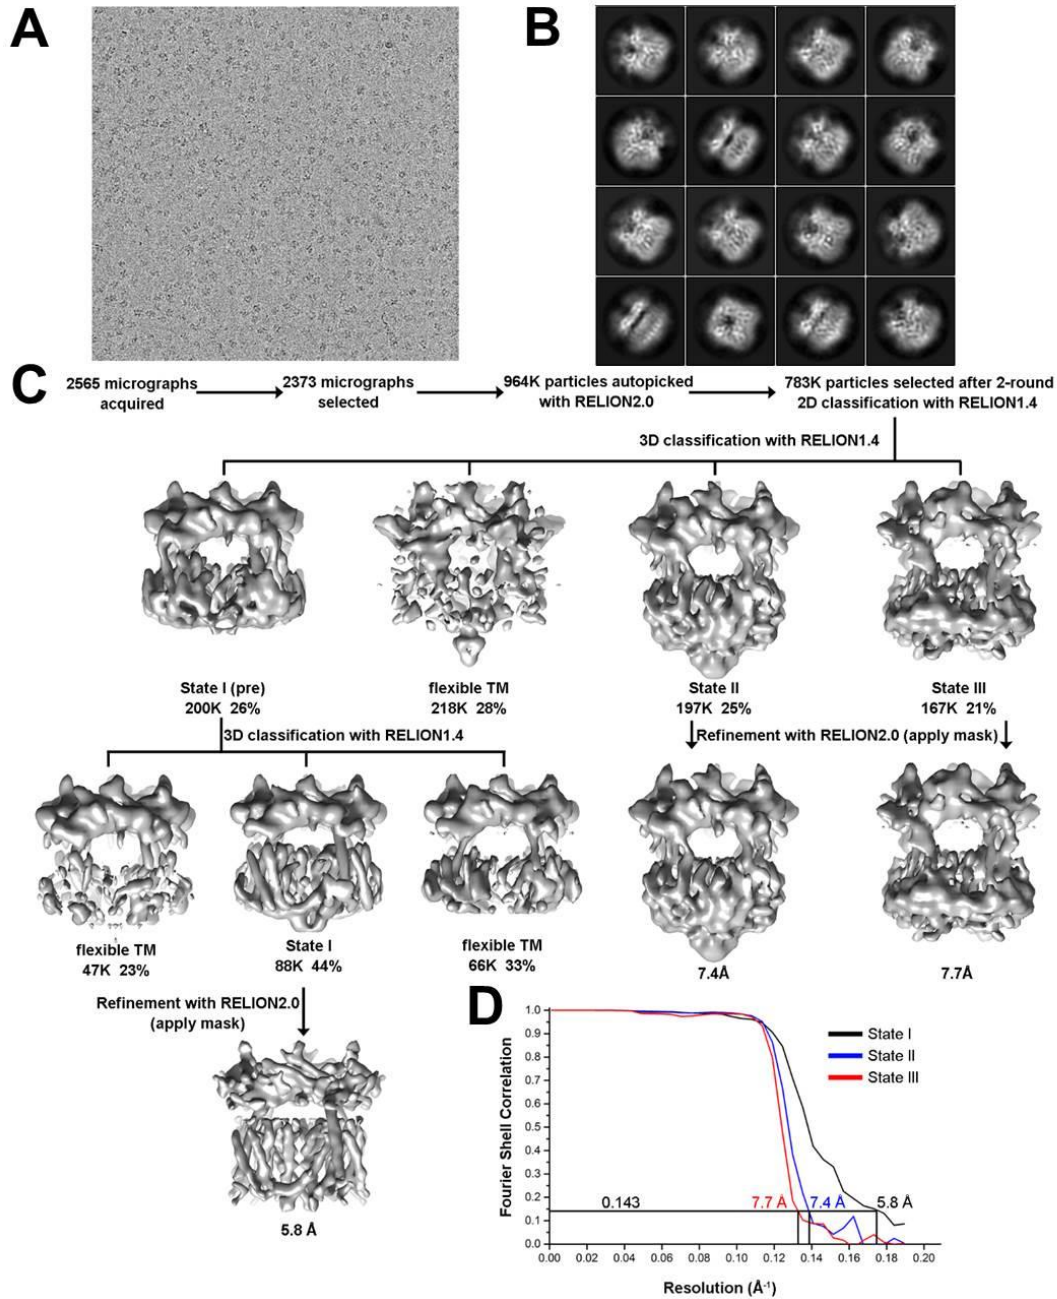 A
B
C
2565 micrographs
acquired
2373 micrographs
selected
964K particles autopicked
with RELION2.0
783K particles selected after 2-round
2D classification with RELION1.4
3D classification with RELION1.4
State I (pre)
200K 26%
flexible TM
218K 28%
State II
197K 25%
State III
167K 21%
3D classification with RELION1.4
Refinement with RELION2.0 (apply mask)
flexible TM
47K 23%
State I
88K 44%
flexible TM
66K 33%
7.4Å
7.7Å
Refinement with RELION2.0
(apply mask)
5.8 Å
D
Fourier Shell Correlation
1.0
0.9
0.8
0.7
0.6
0.5
0.4
0.3
0.2
0.1
0.0
State I
State II
State III
0.143
7.7 Å
7.4 Å
5.8 Å
0.00 0.02 0.04 0.06 0.08 0.10 0.12 0.14 0.16 0.18 0.20
Resolution (Å⁻¹)